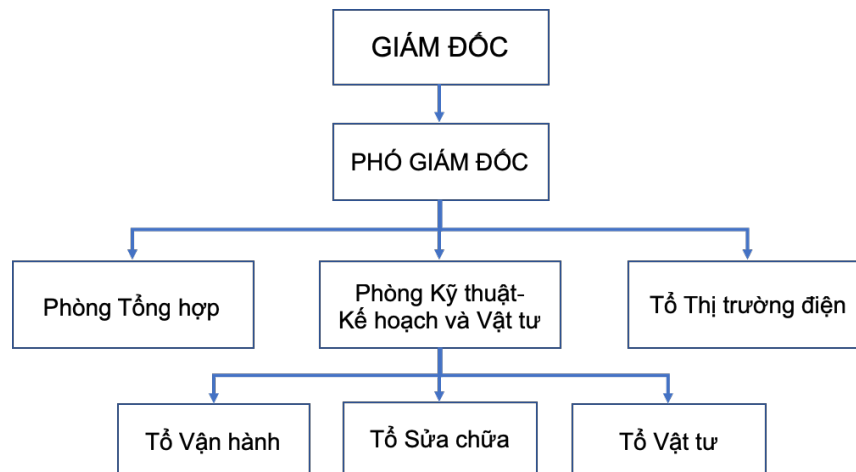 GIÁM ĐỐC
PHÓ GIÁM ĐỐC
Phòng Tổng hợp
Phòng Kỹ thuật-
Kế hoạch và Vật tư
Tổ Thị trường điện
Tổ Vận hành
Tổ Sửa chữa
Tổ Vật tư